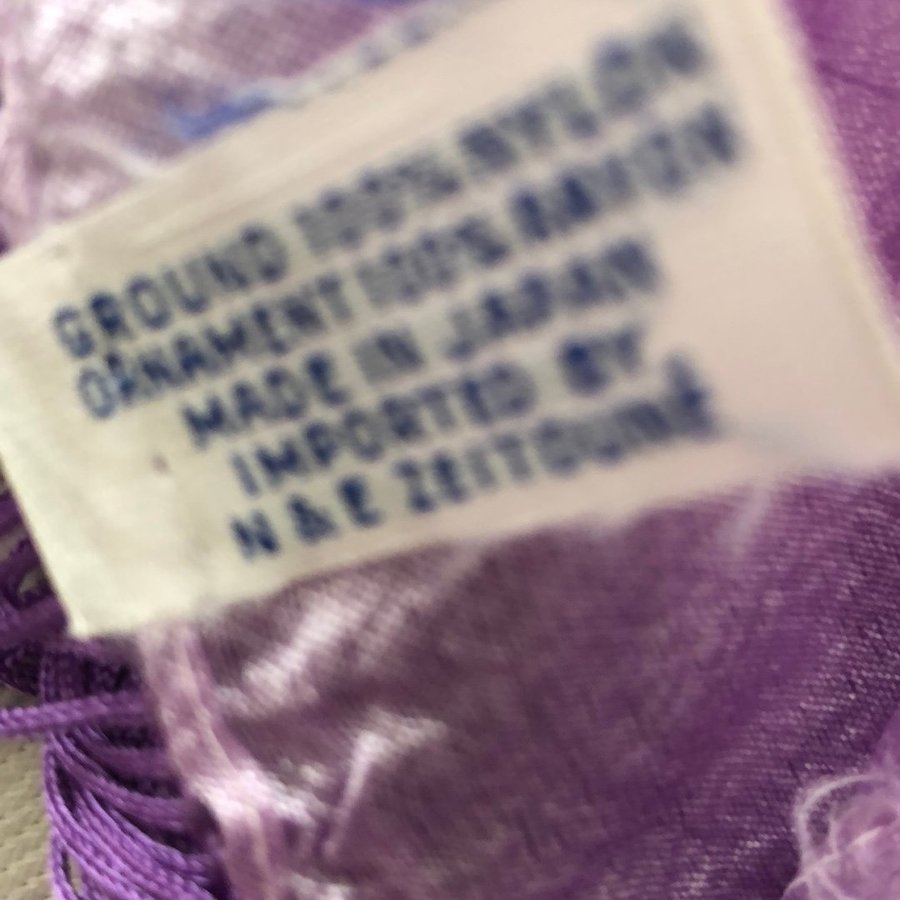 GROUND 100% NYLON
ORNAMENT 100% RAYON
MADE IN JAPAN
IMPORTED BY
N & E ZEITOUNE